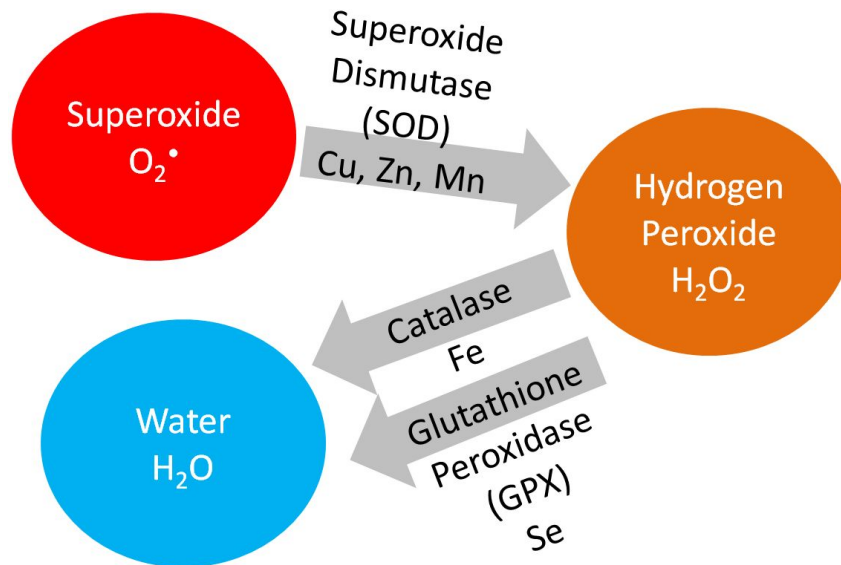 Superoxide
O₂•
Superoxide
Dismutase
(SOD)
Cu, Zn, Mn
Hydrogen
Peroxide
H₂O₂
Catalase
Fe
Glutathione
Peroxidase
(GPX)
Se
Water
H₂O